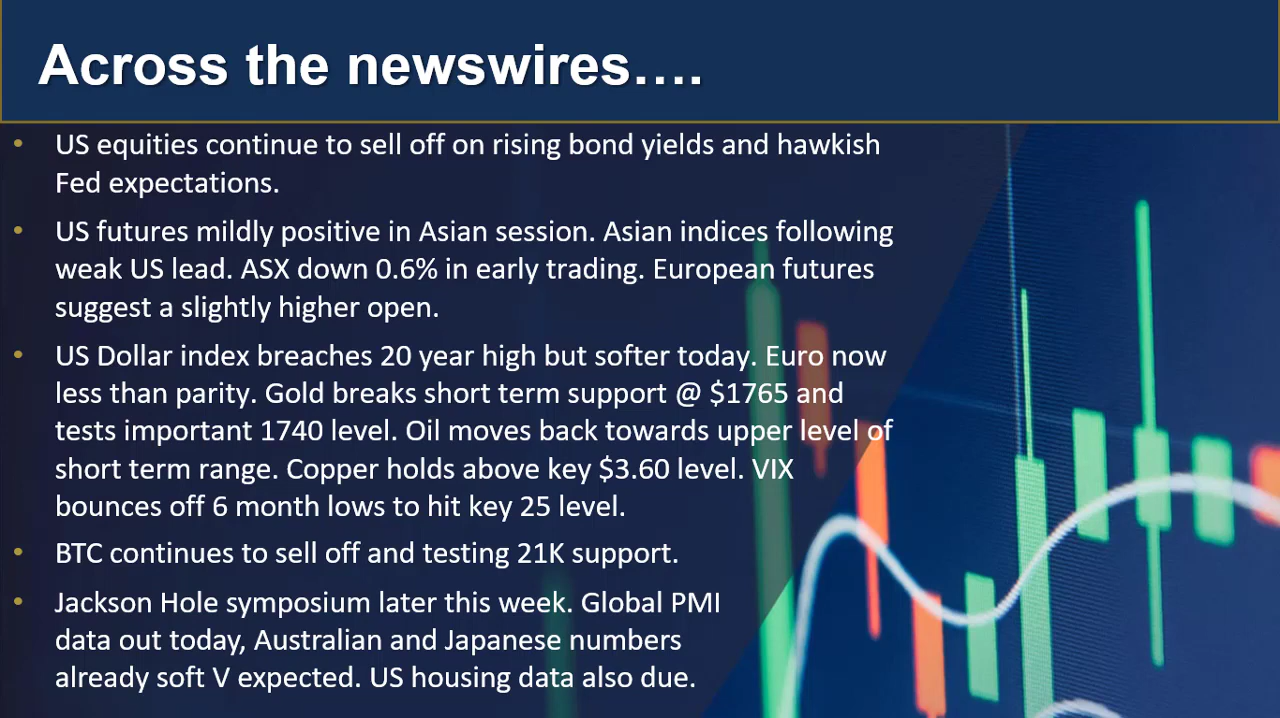 Across the newswires….
• US equities continue to sell off on rising bond yields and hawkish
Fed expectations.
• US futures mildly positive in Asian session. Asian indices following
weak US lead. ASX down 0.6% in early trading. European futures
suggest a slightly higher open.
• US Dollar index breaches 20 year high but softer today. Euro now
less than parity. Gold breaks short term support @ $1765 and
tests important 1740 level. Oil moves back towards upper level of
short term range. Copper holds above key $3.60 level. VIX
bounces off 6 month lows to hit key 25 level.
• BTC continues to sell off and testing 21K support.
• Jackson Hole symposium later this week. Global PMI
data out today, Australian and Japanese numbers
already soft V expected. US housing data also due.